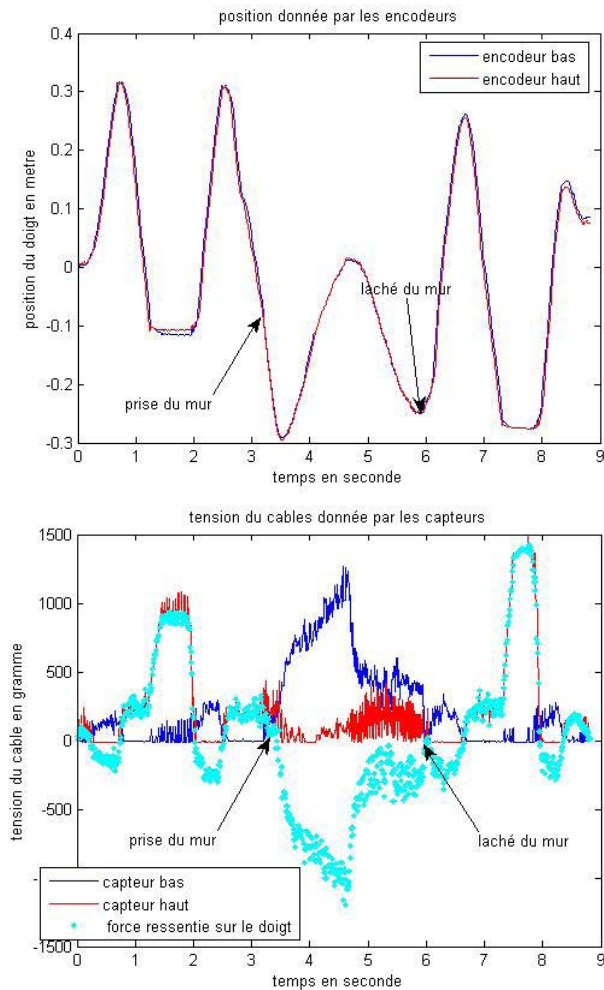 position donnée par les encodeurs
encodeur bas
encodeur haut
0.4
0.3
0.2
0.1
0
-0.1
-0.2
-0.3
position du doigt en metre
laché du mur
prise du mur
0 1 2 3 4 5 6 7 8 9
temps en seconde
tension du cables donnée par les capteurs
1500
1000
500
0
-500
-1500
tension du cable en gramme
prise du mur
laché du mur
capteur bas
capteur haut
force ressentie sur le doigt
0 1 2 3 4 5 6 7 8 9
temps en seconde